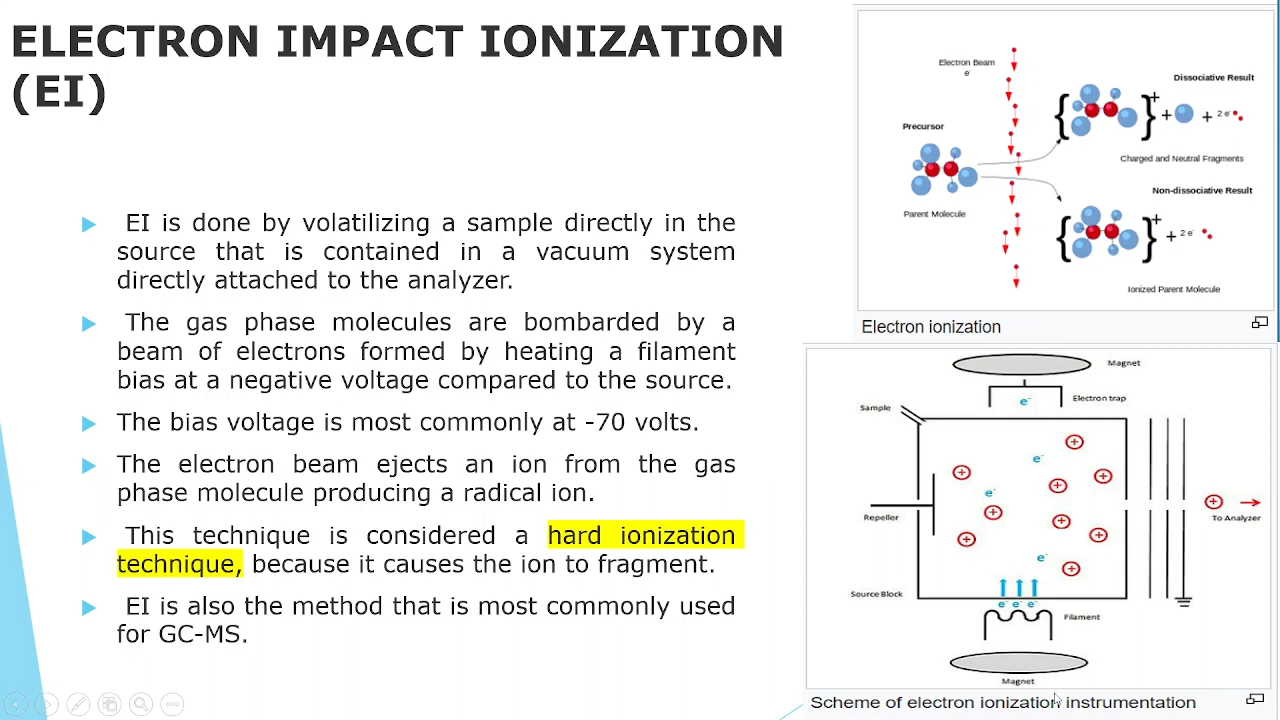 ELECTRON IMPACT IONIZATION
(EI)
EI is done by volatilizing a sample directly in the
source that is contained in a vacuum system
directly attached to the analyzer.
The gas phase molecules are bombarded by a
beam of electrons formed by heating a filament
bias at a negative voltage compared to the source.
The bias voltage is most commonly at -70 volts.
The electron beam ejects an ion from the gas
phase molecule producing a radical ion.
This technique is considered a hard ionization
technique, because it causes the ion to fragment.
EI is also the method that is most commonly used
for GC-MS.
Electron Beam
e-
Dissociative Result
Precursor
{ }+ + + 2 e-
Charged and Neutral Fragments
Non-dissociative Result
Parent Molecule
{ }+ + 2 e-
Ionized Parent Molecule
Electron ionization
Magnet
e-
Electron trap
Sample
+
e-
+
+
e-
+
+
+
+
Repeller
To Analyzer
+
+
e-
+
Source Block
e- e- e-
Filament
Magnet
Scheme of electron ionization instrumentation